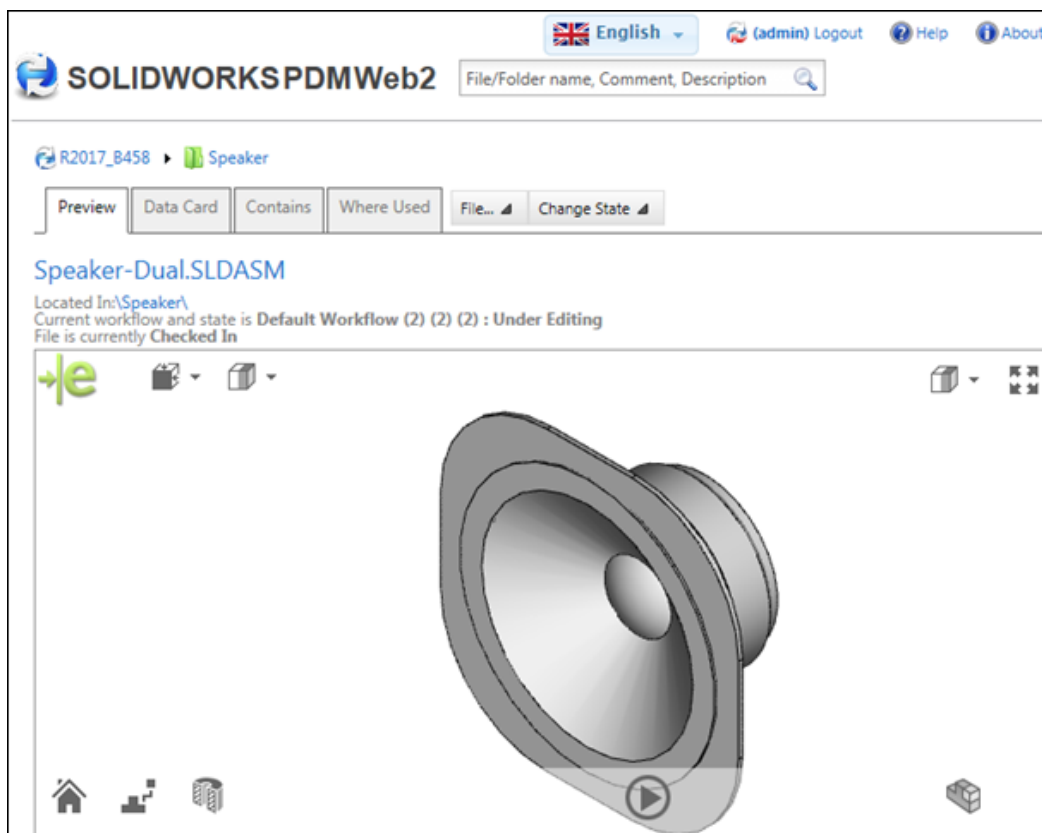 English (admin) Logout Help About
SOLIDWORKSPDMWeb2 File/Folder name, Comment, Description
R2017_B458 Speaker
Preview Data Card Contains Where Used File... Change State
Speaker-Dual.SLDASM
Located In:\Speaker\
Current workflow and state is Default Workflow (2) (2) (2) : Under Editing
File is currently Checked In
e